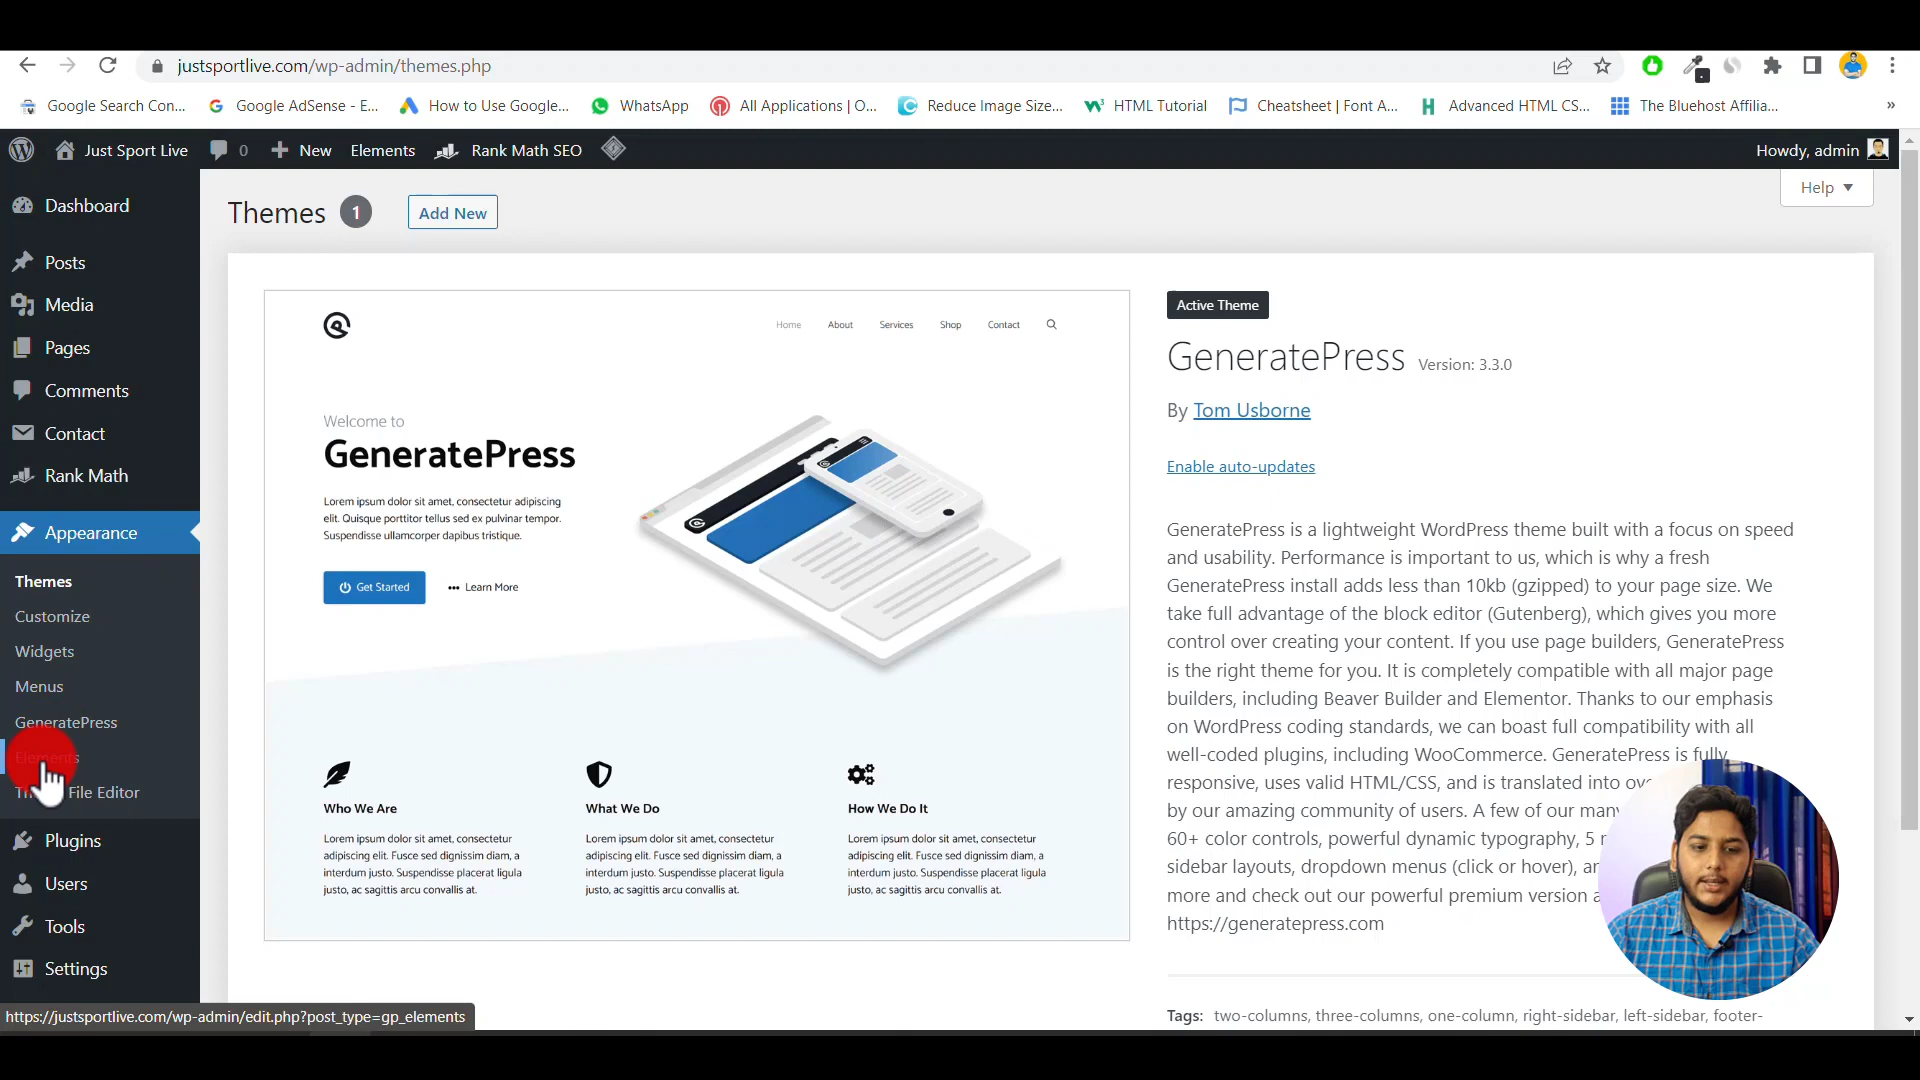 justsportlive.com/wp-admin/themes.php
Google Search Con...
Google AdSense - E...
How to Use Google...
WhatsApp
All Applications | O...
Reduce Image Size...
HTML Tutorial
Cheatsheet | Font A...
Advanced HTML CS...
The Bluehost Affilia...
»
Just Sport Live
0
New
Elements
Rank Math SEO
Howdy, admin
Dashboard
Posts
Media
Pages
Comments
Contact
Rank Math
Appearance
Themes
Customize
Widgets
Menus
GeneratePress
Elements
File Editor
Plugins
Users
Tools
Settings
https://justsportlive.com/wp-admin/edit.php?post_type=gp_elements
Themes 1
Add New
Help
Home
About
Services
Shop
Contact
Welcome to
GeneratePress
Lorem ipsum dolor sit amet, consectetur adipiscing
elit. Quisque porttitor tellus sed ex pulvinar tempor.
Suspendisse ullamcorper dapibus tristique.
Get Started
Learn More
Who We Are
Lorem ipsum dolor sit amet, consectetur
adipiscing elit. Fusce sed dignissim diam, a
interdum justo. Suspendisse placerat ligula
justo, ac sagittis arcu convallis at.
What We Do
Lorem ipsum dolor sit amet, consectetur
adipiscing elit. Fusce sed dignissim diam, a
interdum justo. Suspendisse placerat ligula
justo, ac sagittis arcu convallis at.
How We Do It
Lorem ipsum dolor sit amet, consectetur
adipiscing elit. Fusce sed dignissim diam, a
interdum justo. Suspendisse placerat ligula
justo, ac sagittis arcu convallis at.
Active Theme
GeneratePress Version: 3.3.0
By Tom Usborne
Enable auto-updates
GeneratePress is a lightweight WordPress theme built with a focus on speed
and usability. Performance is important to us, which is why a fresh
GeneratePress install adds less than 10kb (gzipped) to your page size. We
take full advantage of the block editor (Gutenberg), which gives you more
control over creating your content. If you use page builders, GeneratePress
is the right theme for you. It is completely compatible with all major page
builders, including Beaver Builder and Elementor. Thanks to our emphasis
on WordPress coding standards, we can boast full compatibility with all
well-coded plugins, including WooCommerce. GeneratePress is fully
responsive, uses valid HTML/CSS, and is translated into
by our amazing community of users. A few of our many
60+ color controls, powerful dynamic typography, 5
sidebar layouts, dropdown menus (click or hover),
more and check out our powerful premium version
https://generatepress.com
Tags: two-columns, three-columns, one-column, right-sidebar, left-sidebar, footer-